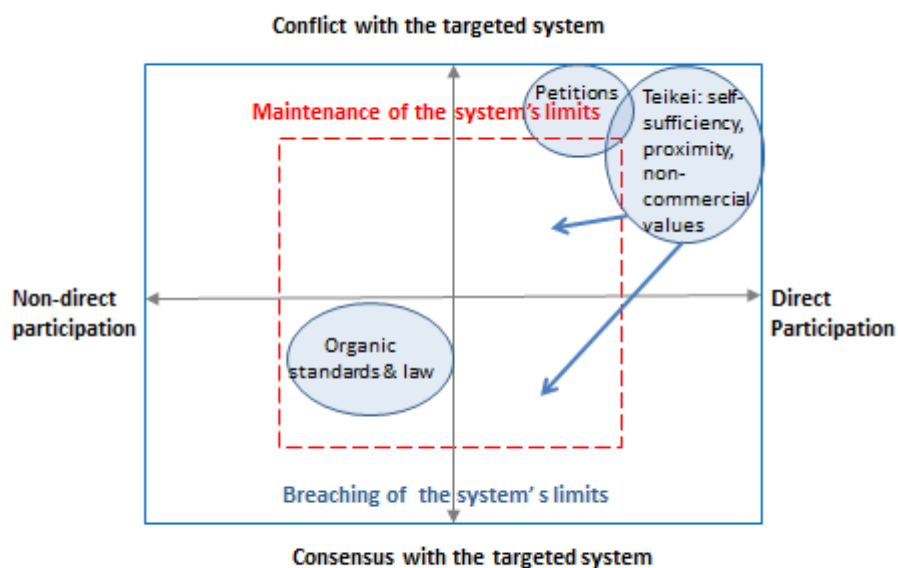 Conflict with the targeted system
Petitions
Teikei: self-
sufficiency,
proximity,
non-
commercial
values
Maintenance of the system's limits
Non-direct
participation
Direct
Participation
Organic
standards & law
Breaching of the system's limits
Consensus with the targeted system